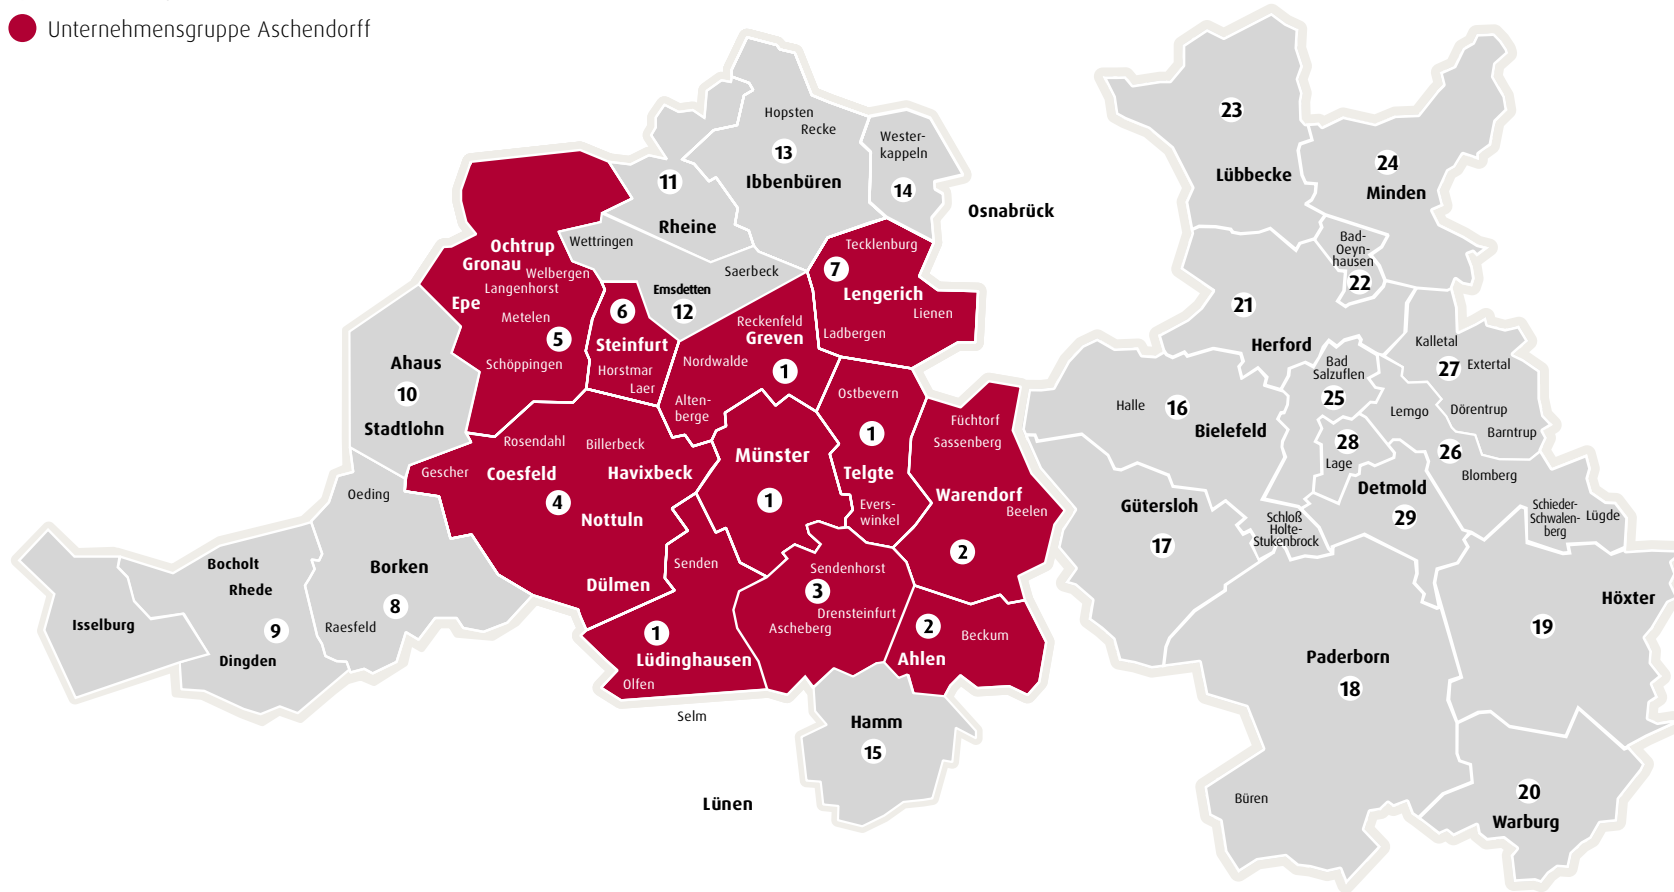 Unternehmensgruppe Aschendorff
Hopsten
Recke
13
Ibbenbüren
Wester-
kappeln
14
11
Rheine
Osnabrück
Ochtrup
Gronau
Welbergen
Langenhorst
Epe
Metelen
5
Schöppingen
Wettringen
Saerbeck
Emsdetten
12
6
Steinfurt
Horstmar
Laer
Tecklenburg
7
Lengerich
Lienen
Ladbergen
Reckenfeld
Greven
Nordwalde
1
Alten-
berge
Ahaus
10
Stadtlohn
Ostbevern
1
Telgte
Evers-
winkel
Füchtorf
Sassenberg
Warendorf
Beelen
2
Münster
1
Rosendahl
Billerbeck
Gescher
Coesfeld
Havixbeck
4
Nottuln
Dülmen
Oeding
Borken
8
Raesfeld
Bocholt
Rhede
Isselburg
9
Dingden
Senden
1
Lüdinghausen
Olfen
Sendenhorst
3
Drensteinfurt
Ascheberg
2
Beckum
Ahlen
Selm
Hamm
15
Lünen
23
Lübbecke
24
Minden
Bad-
Oeyn-
hausen
22
21
Herford
Kalletal
27
Extertal
Bad
Salzuflen
25
Lemgo
Dörentrup
Barntrup
Halle
16
Bielefeld
28
Lage
26
Blomberg
Detmold
29
Schieder-
Schwalen-
berg
Lügde
Gütersloh
17
Schloß
Holte-
Stukenbrock
Höxter
19
Paderborn
18
Büren
20
Warburg